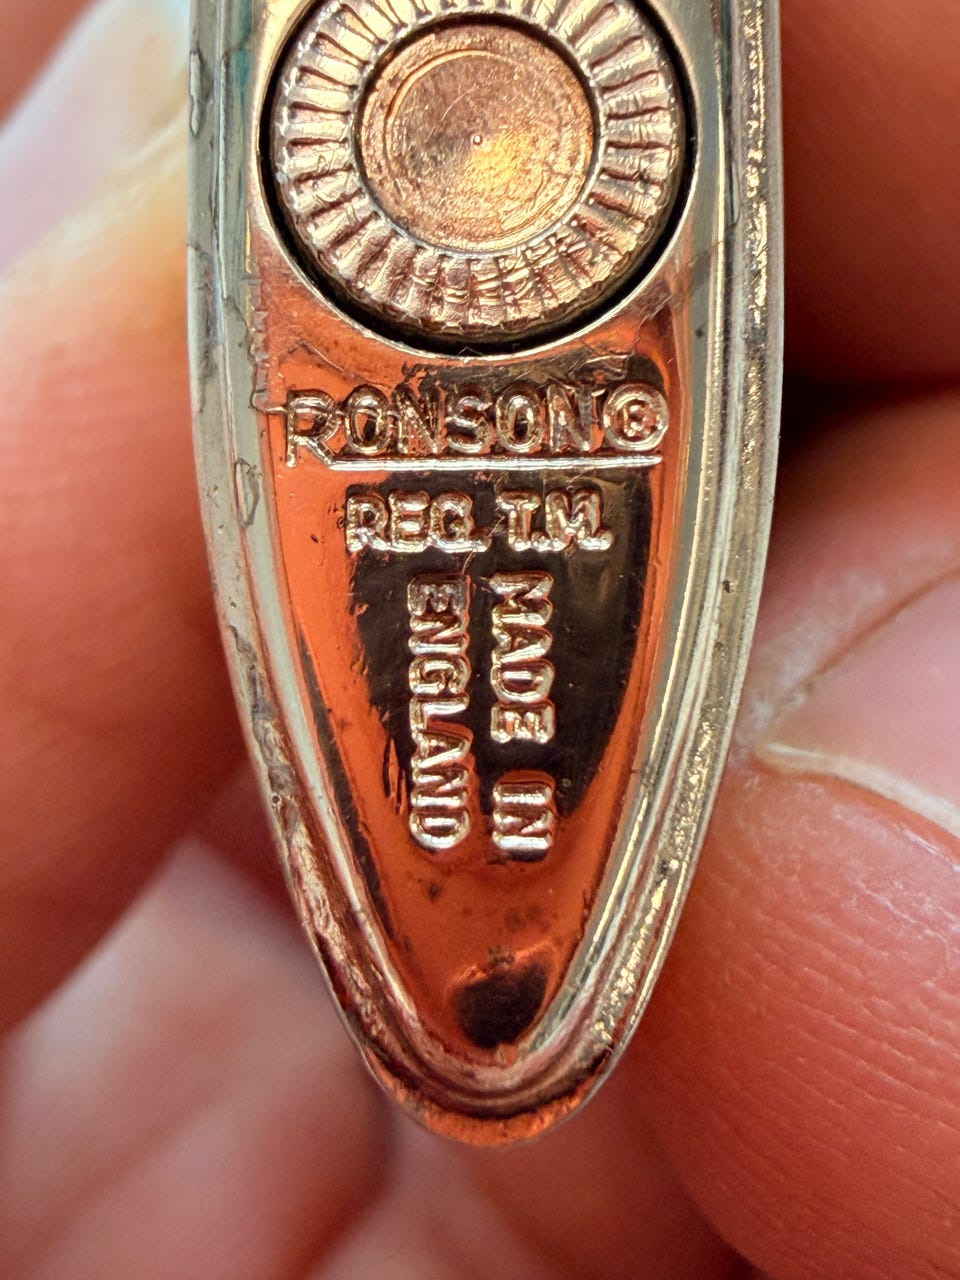 RONSON®
REG. T.M.
MADE IN
ENGLAND